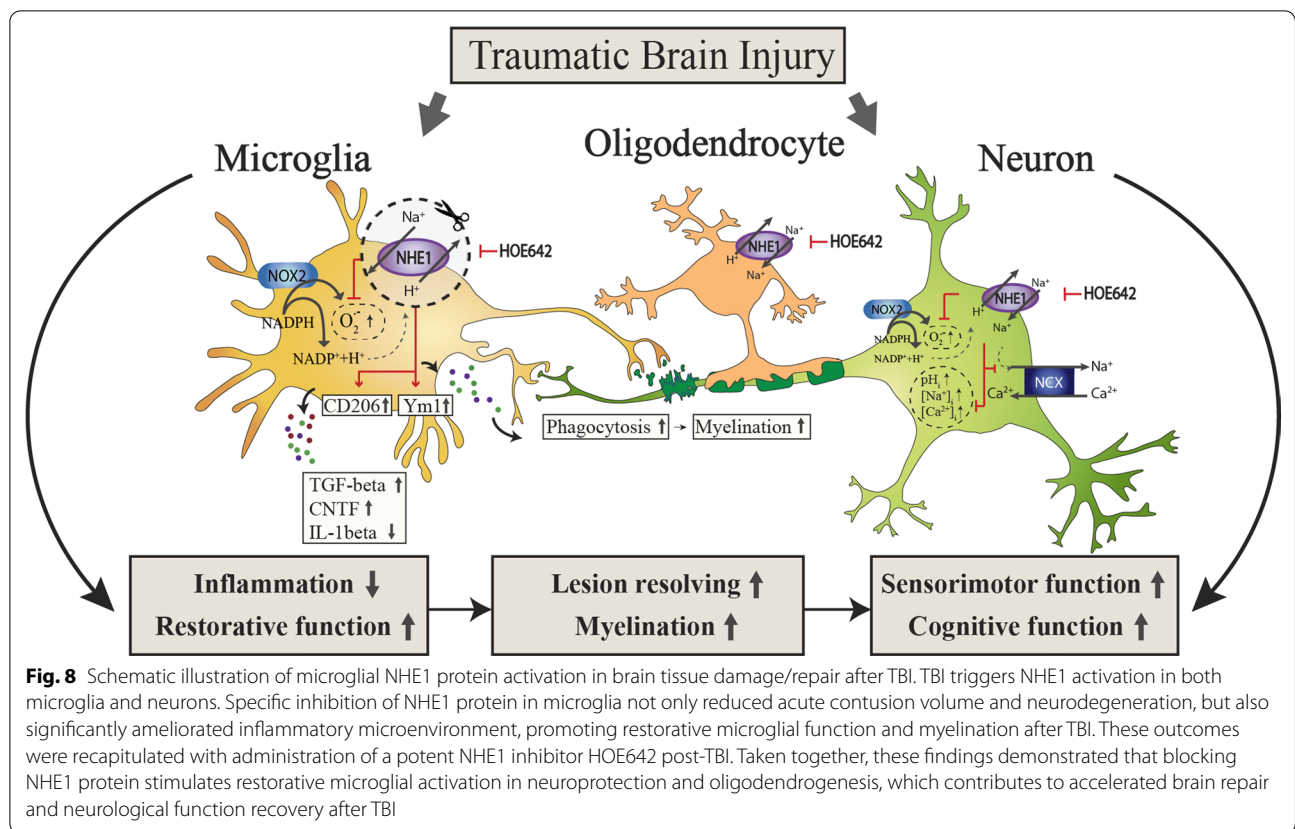 Traumatic Brain Injury
Microglia
Oligodendrocyte
Neuron
Na⁺
NHE1
H⁺
HOE642
NOX2
NADPH
O₂⁻ ↑
NADP⁺+H⁺
CD206↑
Ym1↑
TGF-beta ↑
CNTF ↑
IL-1beta ↓
Na⁺
NHE1
H⁺
Na⁺
HOE642
Phagocytosis ↑ → Myelination ↑
Na⁺
NHE1
H⁺
Na⁺
HOE642
NOX2
NADPH
O₂⁻ ↑
NADP⁺+H⁺
pHᵢ ↑
[Na⁺]ᵢ ↑
[Ca²⁺]ᵢ ↑
Na⁺
NCX
Ca²⁺
Ca²⁺
Inflammation ↓
Restorative function ↑
Lesion resolving ↑
Myelination ↑
Sensorimotor function ↑
Cognitive function ↑
Fig. 8 Schematic illustration of microglial NHE1 protein activation in brain tissue damage/repair after TBI. TBI triggers NHE1 activation in both
microglia and neurons. Specific inhibition of NHE1 protein in microglia not only reduced acute contusion volume and neurodegeneration, but also
significantly ameliorated inflammatory microenvironment, promoting restorative microglial function and myelination after TBI. These outcomes
were recapitulated with administration of a potent NHE1 inhibitor HOE642 post-TBI. Taken together, these findings demonstrated that blocking
NHE1 protein stimulates restorative microglial activation in neuroprotection and oligodendrogenesis, which contributes to accelerated brain repair
and neurological function recovery after TBI